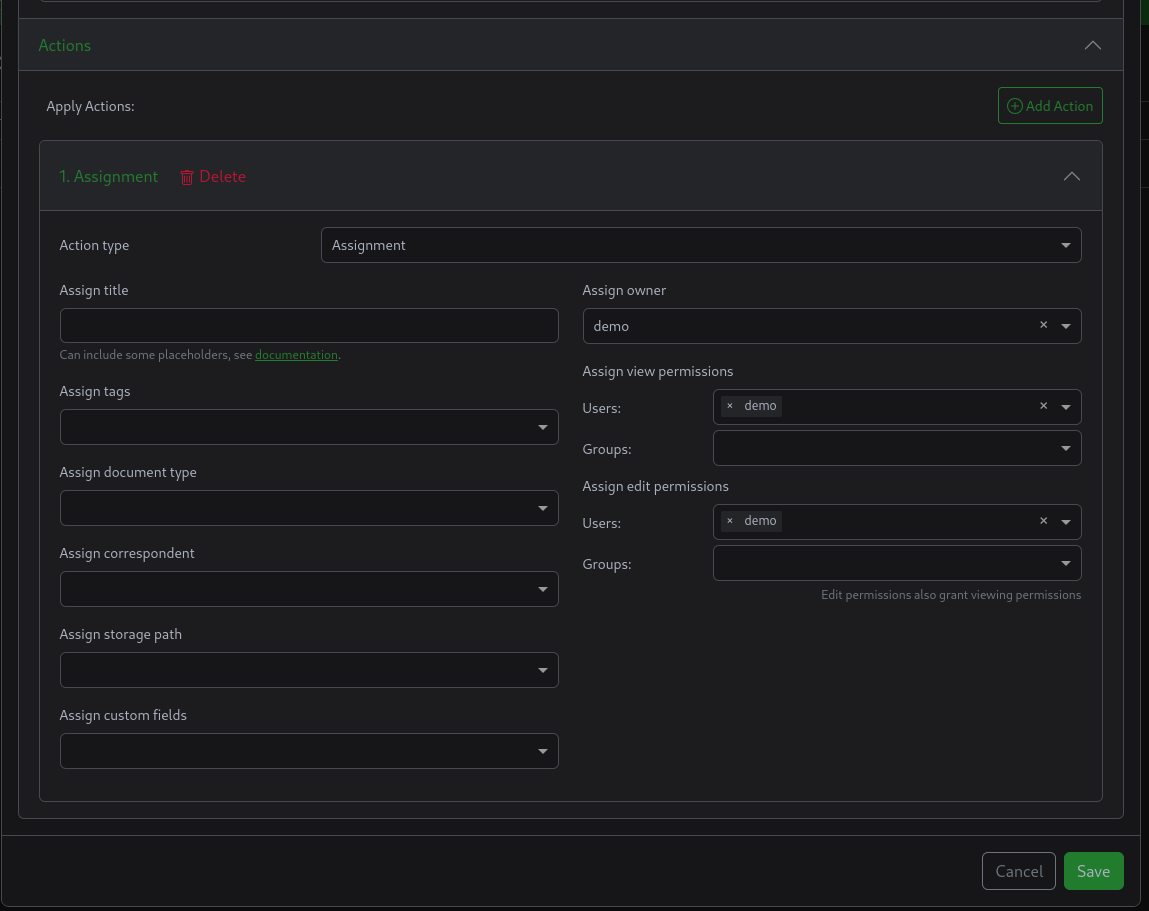 Actions
Apply Actions:
Add Action
1. Assignment
Delete
Action type
Assignment
Assign title
Can include some placeholders, see documentation.
Assign tags
Assign document type
Assign correspondent
Assign storage path
Assign custom fields
Assign owner
demo
Assign view permissions
Users:
demo
Groups:
Assign edit permissions
Users:
demo
Groups:
Edit permissions also grant viewing permissions
Cancel
Save